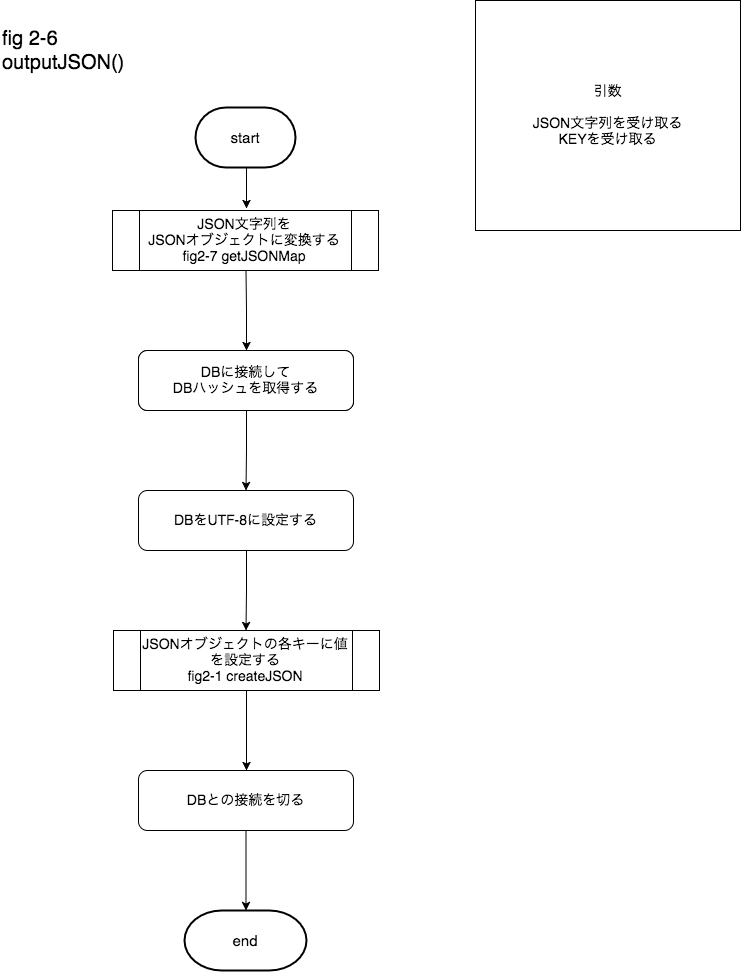 fig 2-6
outputJSON()
引数
JSON文字列を受け取る
KEYを受け取る
start
JSON文字列を
JSONオブジェクトに変換する
fig2-7 getJSONMap
DBに接続して
DBハッシュを取得する
DBをUTF-8に設定する
JSONオブジェクトの各キーに値
を設定する
fig2-1 createJSON
DBとの接続を切る
end